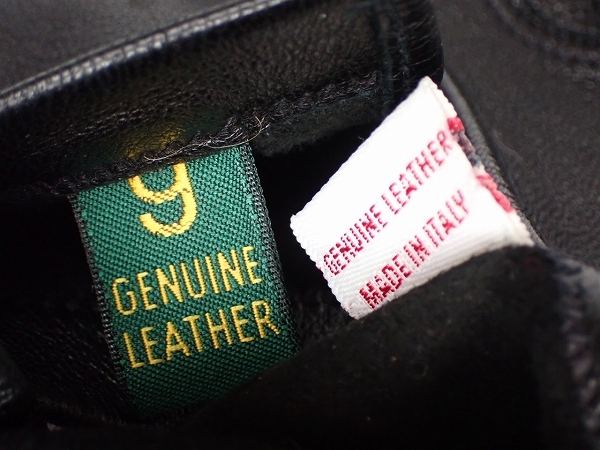 9
GENUINE
LEATHER
GENUINE LEATHER
MADE IN ITALY